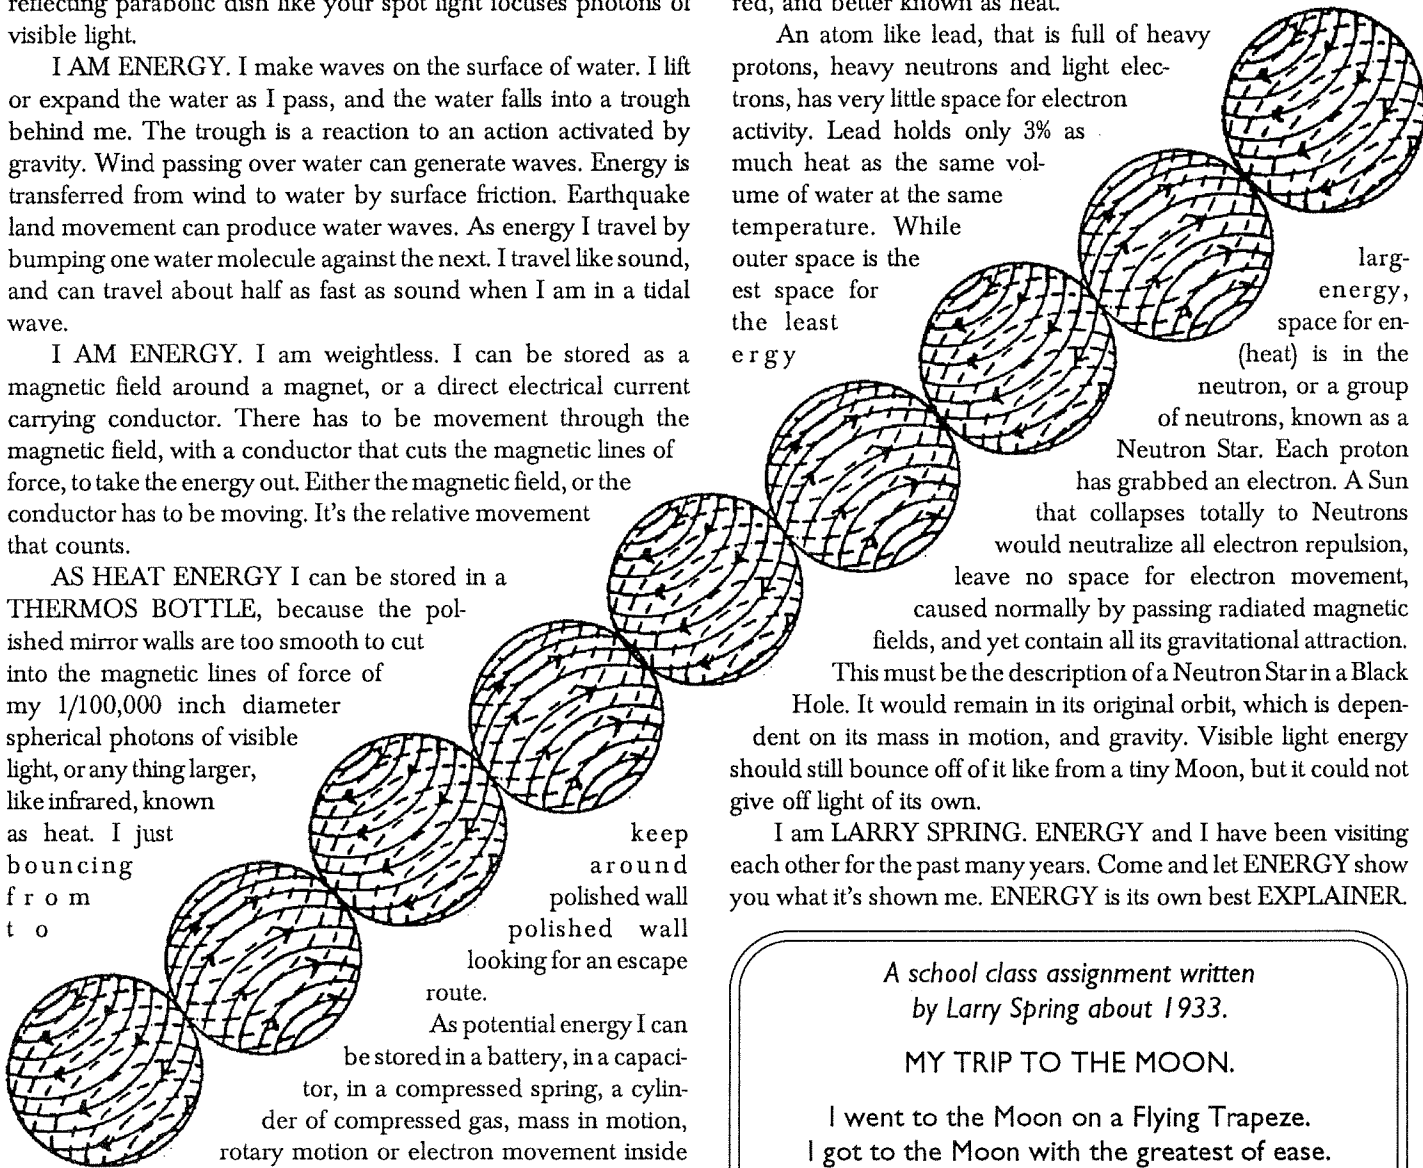 reflecting parabolic dish like your spot light focuses photons of
visible light.
I AM ENERGY. I make waves on the surface of water. I lift
or expand the water as I pass, and the water falls into a trough
behind me. The trough is a reaction to an action activated by
gravity. Wind passing over water can generate waves. Energy is
transferred from wind to water by surface friction. Earthquake
land movement can produce water waves. As energy I travel by
bumping one water molecule against the next. I travel like sound,
and can travel about half as fast as sound when I am in a tidal
wave.
I AM ENERGY. I am weightless. I can be stored as a
magnetic field around a magnet, or a direct electrical current
carrying conductor. There has to be movement through the
magnetic field, with a conductor that cuts the magnetic lines of
force, to take the energy out. Either the magnetic field, or the
conductor has to be moving. It's the relative movement
that counts.
AS HEAT ENERGY I can be stored in a
THERMOS BOTTLE, because the pol-
ished mirror walls are too smooth to cut
into the magnetic lines of force of
my 1/100,000 inch diameter
spherical photons of visible
light, or any thing larger,
like infrared, known
as heat. I just keep
bouncing around
from polished wall
to polished wall
looking for an escape
route.
As potential energy I can
be stored in a battery, in a capaci-
tor, in a compressed spring, a cylin-
der of compressed gas, mass in motion,
rotary motion or electron movement inside
red, and better known as heat.
An atom like lead, that is full of heavy
protons, heavy neutrons and light elec-
trons, has very little space for electron
activity. Lead holds only 3% as
much heat as the same vol-
ume of water at the same
temperature. While
outer space is the larg-
est space for energy,
the least space for en-
ergy (heat) is in the
neutron, or a group
of neutrons, known as a
Neutron Star. Each proton
has grabbed an electron. A Sun
that collapses totally to Neutrons
would neutralize all electron repulsion,
leave no space for electron movement,
caused normally by passing radiated magnetic
fields, and yet contain all its gravitational attraction.
This must be the description of a Neutron Star in a Black
Hole. It would remain in its original orbit, which is depen-
dent on its mass in motion, and gravity. Visible light energy
should still bounce off of it like from a tiny Moon, but it could not
give off light of its own.
I am LARRY SPRING. ENERGY and I have been visiting
each other for the past many years. Come and let ENERGY show
you what it's shown me. ENERGY is its own best EXPLAINER.
A school class assignment written
by Larry Spring about 1933.
MY TRIP TO THE MOON.
I went to the Moon on a Flying Trapeze.
I got to the Moon with the greatest of ease.